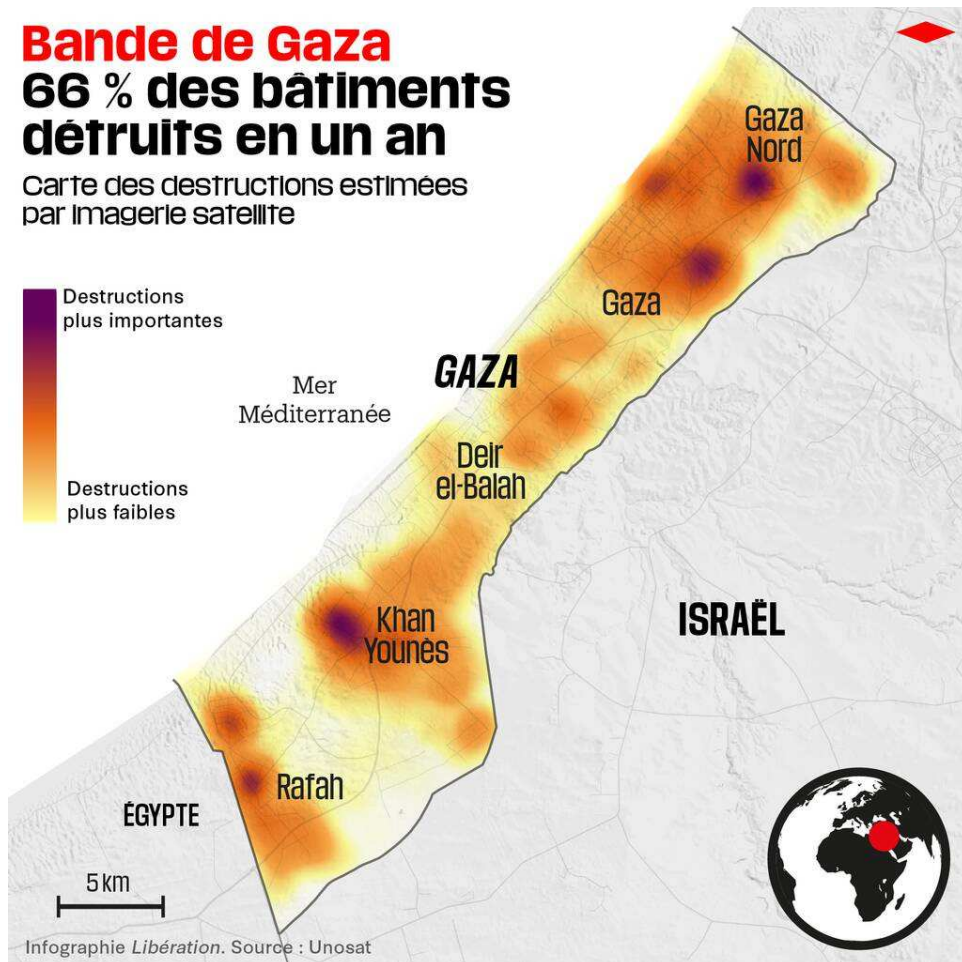 Bande de Gaza
66 % des bâtiments
détruits en un an
Carte des destructions estimées
par imagerie satellite
Destructions
plus importantes
Destructions
plus faibles
Mer
Méditerranée
Gaza
Nord
Gaza
GAZA
Deir
el-Balah
Khan
Younès
Rafah
ISRAËL
ÉGYPTE
5 km
Infographie Libération. Source : Unosat